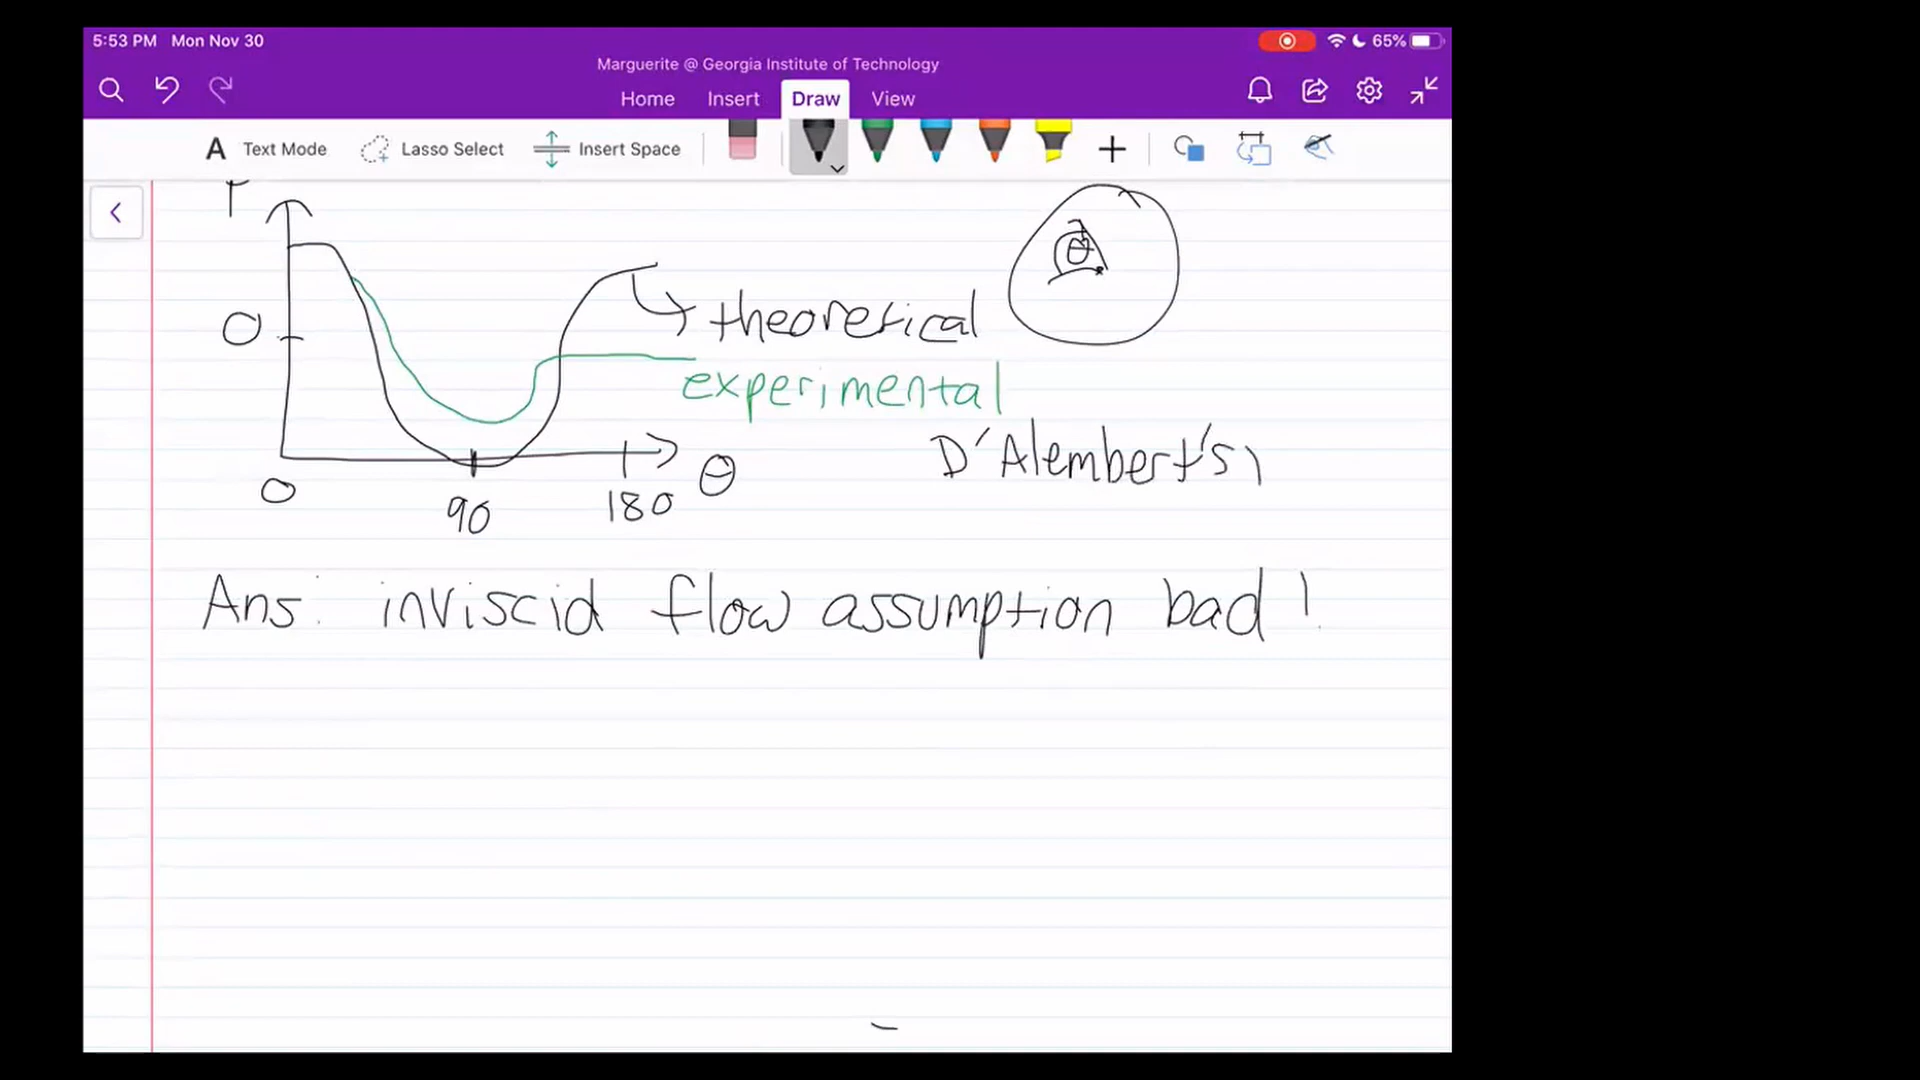 5:53 PM Mon Nov 30
65%
Marguerite @ Georgia Institute of Technology
Home Insert Draw View
A Text Mode Lasso Select Insert Space
θ
0
theoretical
experimental
D'Alembert's
0
90
180
θ
Ans: inviscid flow assumption bad!